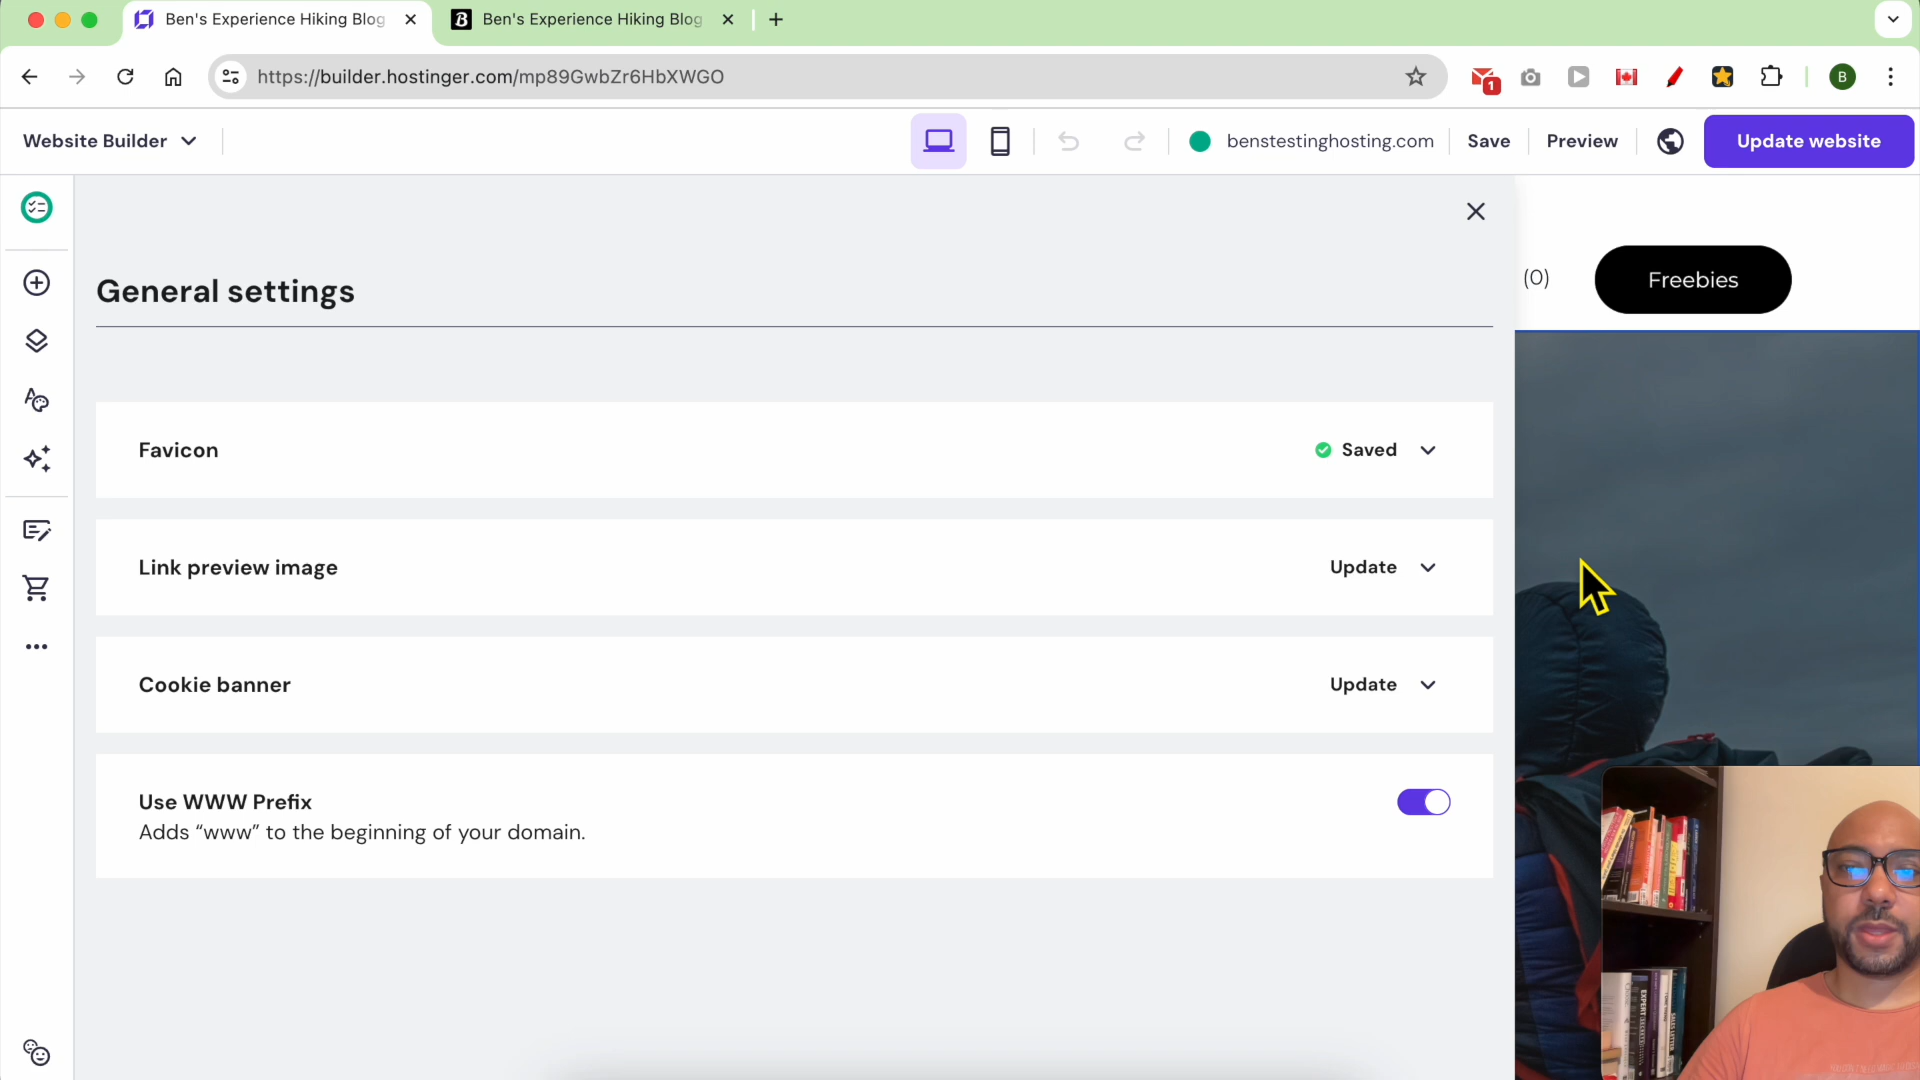 Ben's Experience Hiking Blog
B Ben's Experience Hiking Blog
https://builder.hostinger.com/mp89GwbZr6HbXWGO
1
B
Website Builder
benstestinghosting.com
Save
Preview
Update website
General settings
(0)
Freebies
Favicon
Saved
Link preview image
Update
Cookie banner
Update
Use WWW Prefix
Adds “www” to the beginning of your domain.